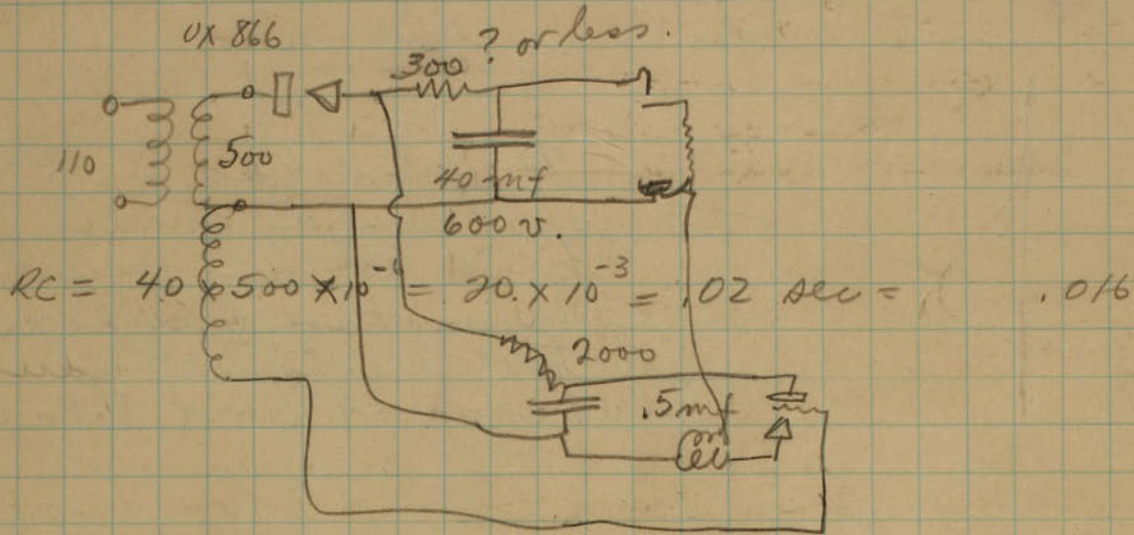 UX 866
300 ? or less.
110
500
40 mf
600 v.
RC = 40 × 500 × 10⁻⁶ = 20. × 10⁻³ = .02 sec = .016
2000
.5 mf